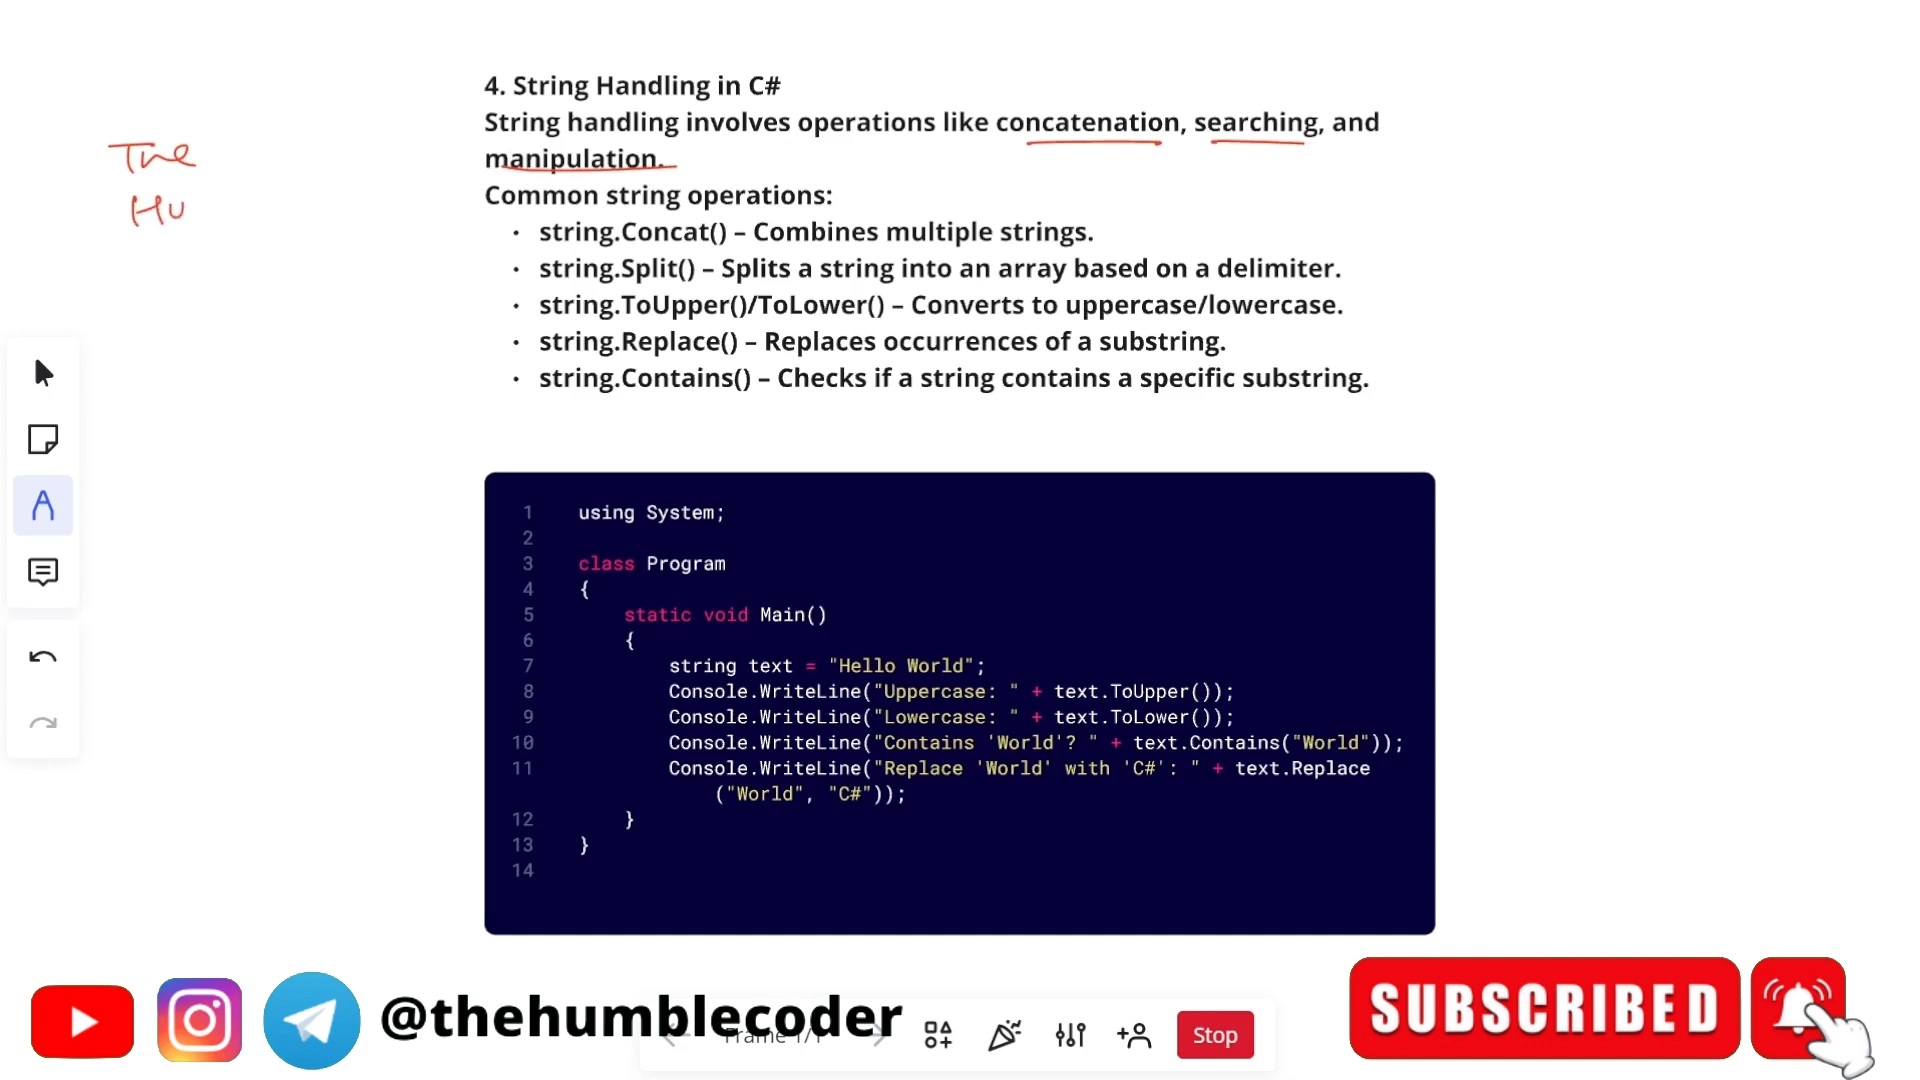 4. String Handling in C#
String handling involves operations like concatenation, searching, and
manipulation.
Common string operations:
· string.Concat() – Combines multiple strings.
· string.Split() – Splits a string into an array based on a delimiter.
· string.ToUpper()/ToLower() – Converts to uppercase/lowercase.
· string.Replace() – Replaces occurrences of a substring.
· string.Contains() – Checks if a string contains a specific substring.
The
Hu
1 using System;
2
3 class Program
4 {
5 static void Main()
6 {
7 string text = "Hello World";
8 Console.WriteLine("Uppercase: " + text.ToUpper());
9 Console.WriteLine("Lowercase: " + text.ToLower());
10 Console.WriteLine("Contains 'World'? " + text.Contains("World"));
11 Console.WriteLine("Replace 'World' with 'C#': " + text.Replace
("World", "C#"));
12 }
13 }
14
@thehumblecoder
Frame 1/1
Stop
SUBSCRIBED